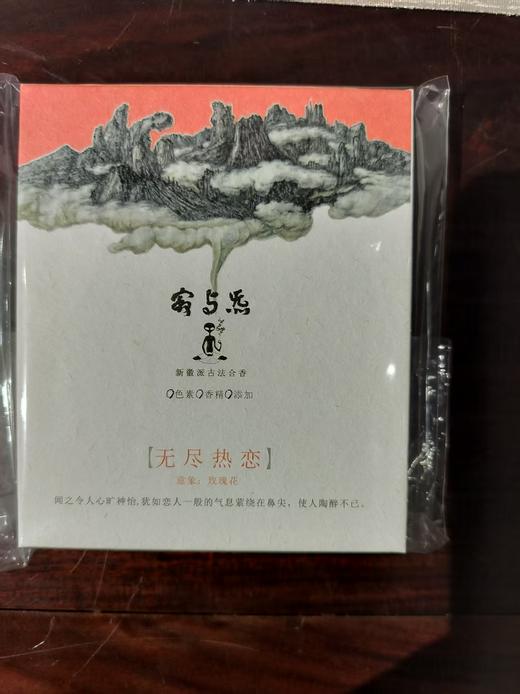 寂与炁
新徽派古法合香
0色素0香精0添加
【无尽热恋】
意象：玫瑰花
闻之令人心旷神怡,犹如恋人一般的气息萦绕在鼻尖，使人陶醉不已。